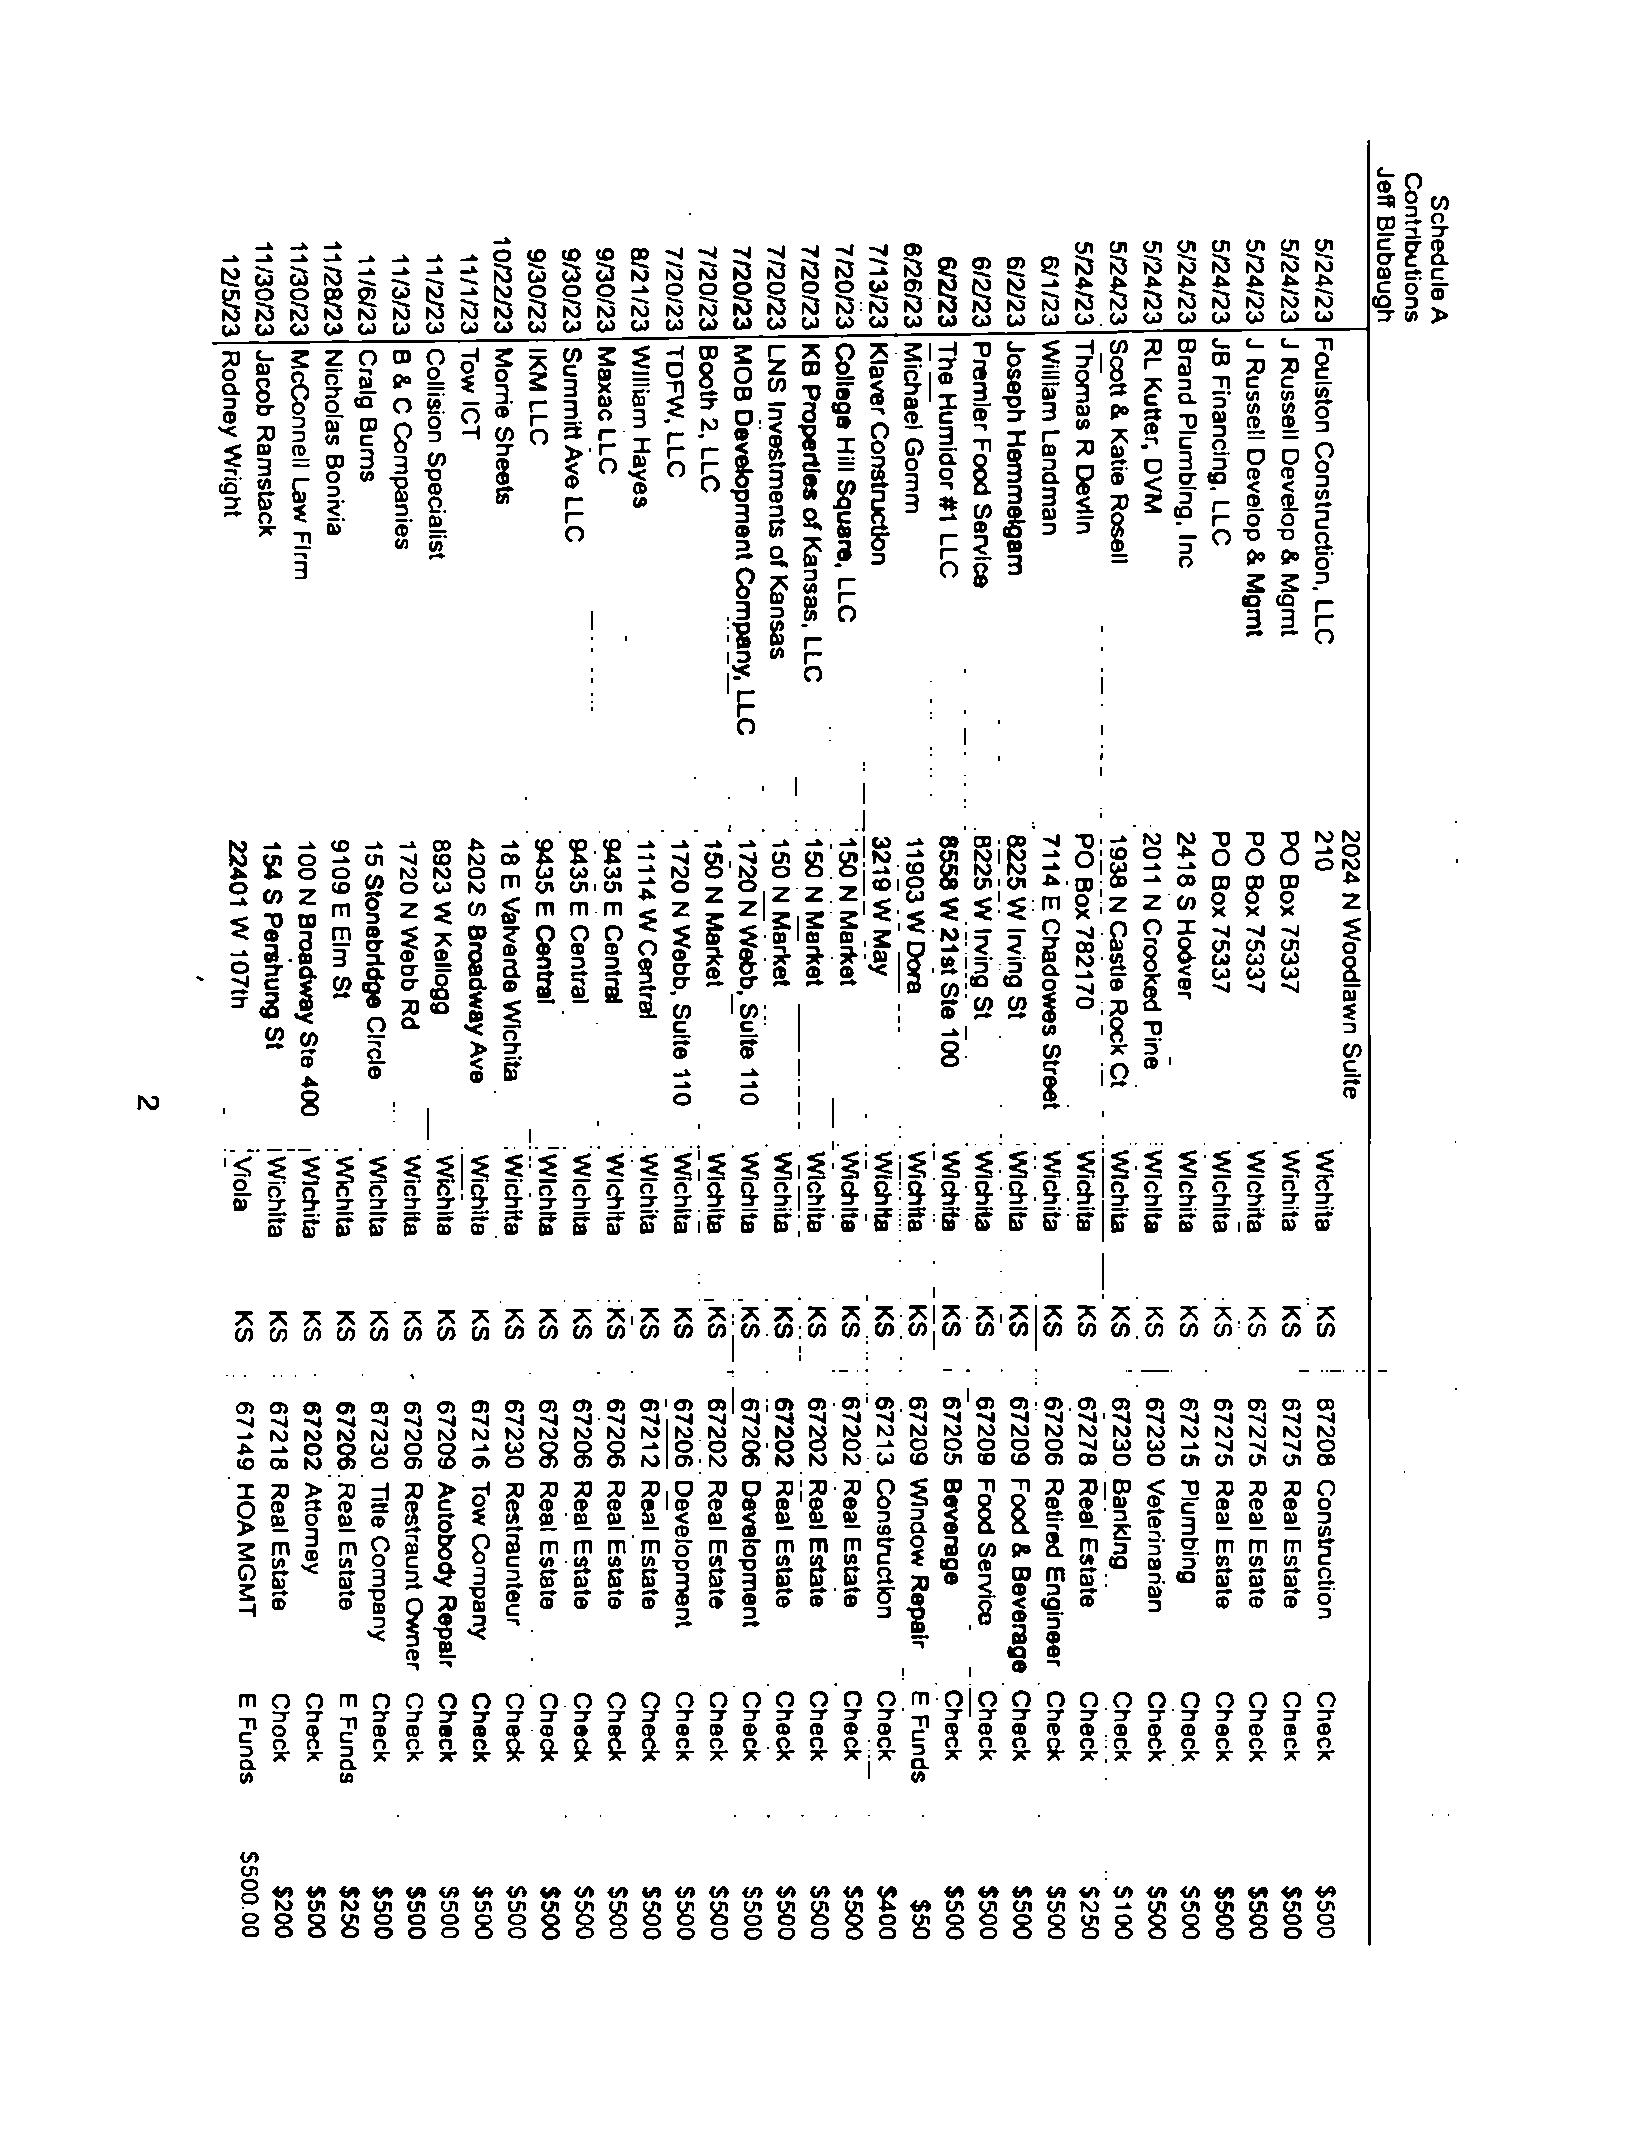 Schedule A
Contributions
Jeff Blubaugh
2024 N Woodlawn Suite
5/24/23 Foulston Construction, LLC 210 Wichita KS 67208 Construction Check $500
5/24/23 J Russell Develop & Mgmt PO Box 75337 Wichita KS 67275 Real Estate Check $500
5/24/23 J Russell Develop & Mgmt PO Box 75337 Wichita KS 67275 Real Estate Check $500
5/24/23 JB Financing, LLC PO Box 75337 Wichita KS 67275 Real Estate Check $500
5/24/23 Brand Plumbing, Inc 2418 S Hoover Wichita KS 67215 Plumbing Check $500
5/24/23 RL Kutter, DVM 2011 N Crooked Pine Wichita KS 67230 Veterinarian Check $500
5/24/23 Scott & Katie Rosell 1938 N Castle Rock Ct Wichita KS 67230 Banking Check $100
5/24/23 Thomas R Devlin PO Box 782170 Wichita KS 67278 Real Estate Check $250
6/1/23 William Landman 7114 E Chadowes Street Wichita KS 67206 Retired Engineer Check $500
6/2/23 Joseph Hemmelgarn 8225 W Irving St Wichita KS 67209 Food & Beverage Check $500
6/2/23 Premier Food Service 8225 W Irving St Wichita KS 67209 Food Service Check $500
6/2/23 The Humidor #1 LLC 8558 W 21st Ste 100 Wichita KS 67205 Beverage Check $500
6/26/23 Michael Gomm 11903 W Dora Wichita KS 67209 Window Repair E Funds $50
7/13/23 Klaver Construction 3219 W May Wichita KS 67213 Construction Check $400
7/20/23 College Hill Square, LLC 150 N Market Wichita KS 67202 Real Estate Check $500
7/20/23 KB Properties of Kansas, LLC 150 N Market Wichita KS 67202 Real Estate Check $500
7/20/23 LNS Investments of Kansas 150 N Market Wichita KS 67202 Real Estate Check $500
7/20/23 MOB Development Company, LLC 1720 N Webb, Suite 110 Wichita KS 67206 Development Check $500
7/20/23 Booth 2, LLC 150 N Market Wichita KS 67202 Real Estate Check $500
7/20/23 TDFW, LLC 1720 N Webb, Suite 110 Wichita KS 67206 Development Check $500
8/21/23 William Hayes 11114 W Central Wichita KS 67212 Real Estate Check $500
9/30/23 Maxac LLC 9435 E Central Wichita KS 67206 Real Estate Check $500
9/30/23 Summitt Ave LLC 9435 E Central Wichita KS 67206 Real Estate Check $500
9/30/23 IKM LLC 9435 E Central Wichita KS 67206 Real Estate Check $500
10/22/23 Morrie Sheets 18 E Valverde Wichita Wichita KS 67230 Restraunteur Check $500
11/1/23 Tow ICT 4202 S Broadway Ave Wichita KS 67216 Tow Company Check $500
11/2/23 Collision Specialist 8923 W Kellogg Wichita KS 67209 Autobody Repair Check $500
11/3/23 B & C Companies 1720 N Webb Rd Wichita KS 67206 Restraunt Owner Check $500
11/6/23 Craig Burns 15 Stonebridge Circle Wichita KS 67230 Title Company Check $500
11/28/23 Nicholas Bonivia 9109 E Elm St Wichita KS 67206 Real Estate E Funds $250
11/30/23 McConnell Law Firm 100 N Broadway Ste 400 Wichita KS 67202 Attorney Check $500
11/30/23 Jacob Ramstack 154 S Pershung St Wichita KS 67218 Real Estate Check $200
12/5/23 Rodney Wright 22401 W 107th Viola KS 67149 HOA MGMT E Funds $500.00
2